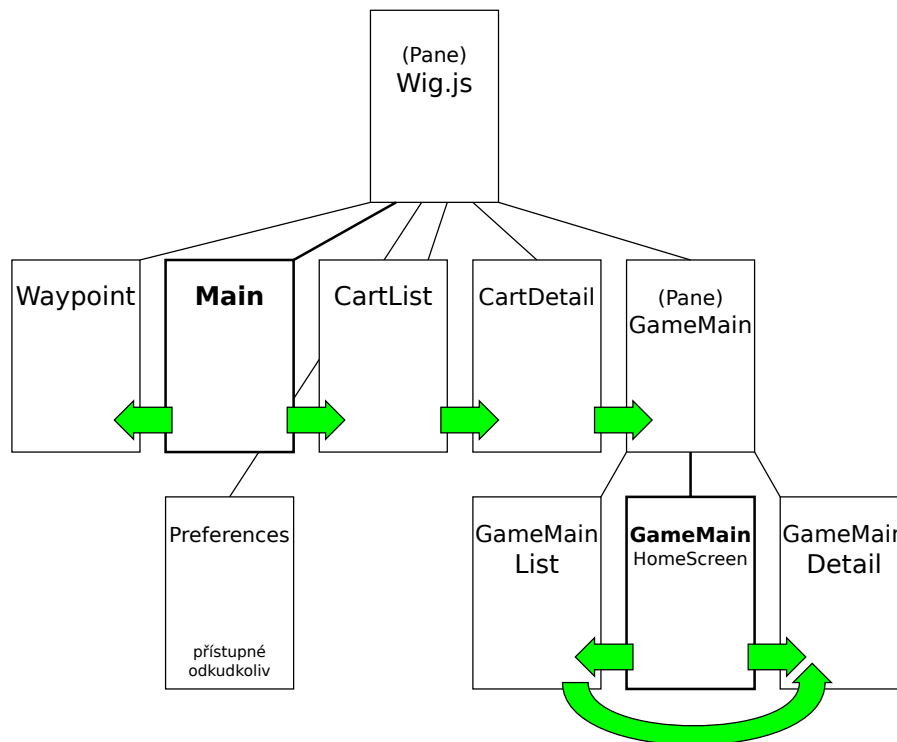 (Pane)
Wig.js
Waypoint
Main
CartList
CartDetail
(Pane)
GameMain
Preferences
přístupné
odkudkoliv
GameMain
List
GameMain
HomeScreen
GameMain
Detail